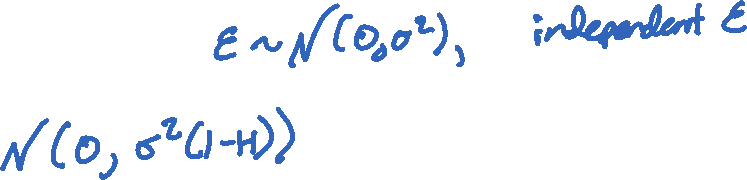 ε ~ N(0, σ²), independent ε
N(0, σ²(1-H))